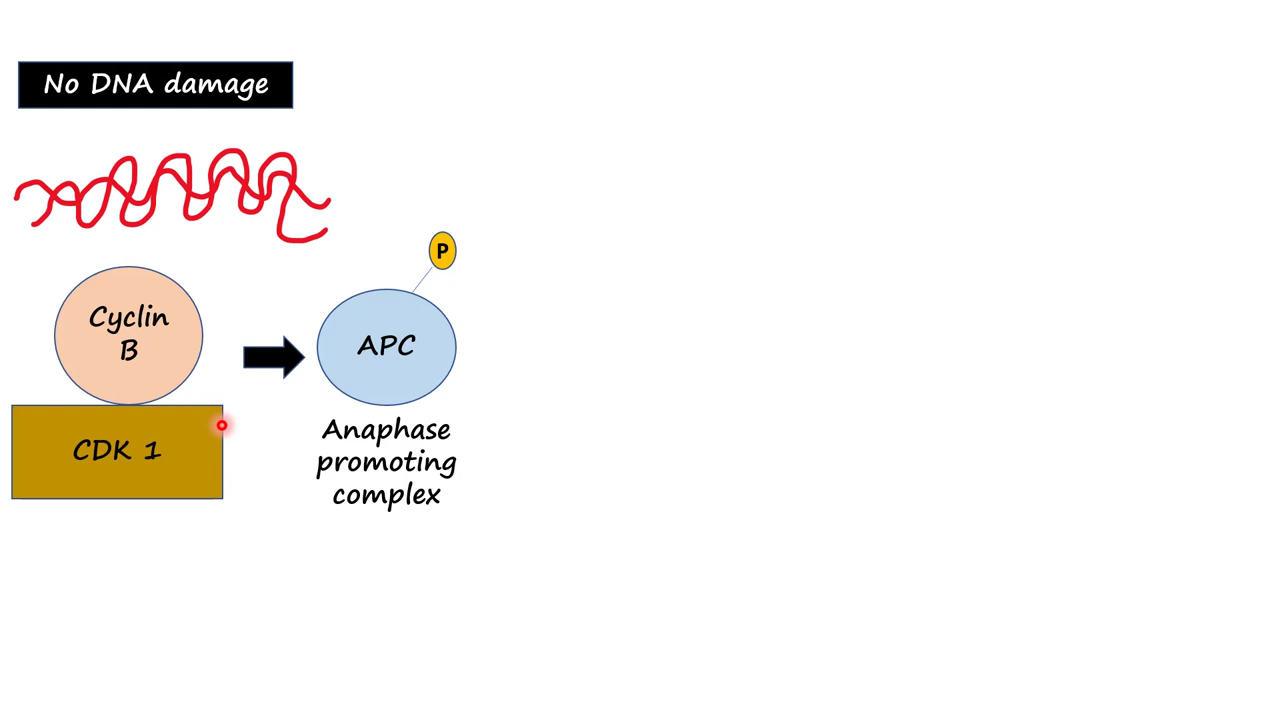 No DNA damage
P
Cyclin
B
APC
CDK 1
Anaphase
promoting
complex